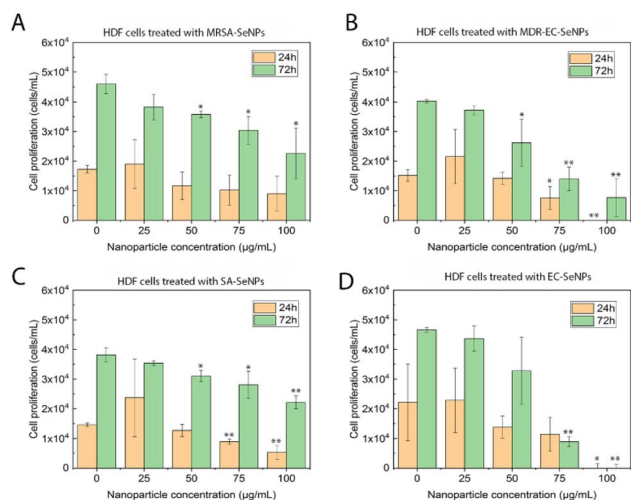 A
HDF cells treated with MRSA-SeNPs
24h
72h
6x10⁴
5x10⁴
4x10⁴
3x10⁴
2x10⁴
1x10⁴
0
Cell proliferation (cells/mL)
*
*
*
0 25 50 75 100
Nanoparticle concentration (μg/mL)
B
HDF cells treated with MDR-EC-SeNPs
24h
72h
6x10⁴
5x10⁴
4x10⁴
3x10⁴
2x10⁴
1x10⁴
0
Cell proliferation (cells/mL)
*
*
**
**
**
0 25 50 75 100
Nanoparticle concentration (μg/mL)
C
HDF cells treated with SA-SeNPs
24h
72h
6x10⁴
5x10⁴
4x10⁴
3x10⁴
2x10⁴
1x10⁴
0
Cell proliferation (cells/mL)
*
**
*
**
**
0 25 50 75 100
Nanoparticle concentration (μg/mL)
D
HDF cells treated with EC-SeNPs
24h
72h
6x10⁴
5x10⁴
4x10⁴
3x10⁴
2x10⁴
1x10⁴
0
Cell proliferation (cells/mL)
**
*
**
0 25 50 75 100
Nanoparticle concentration (μg/mL)